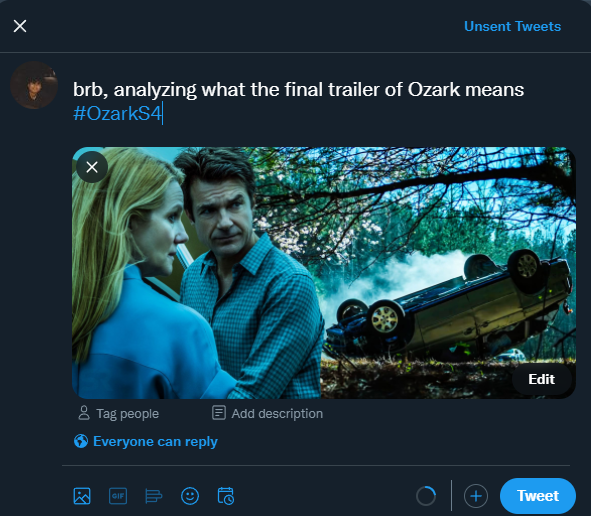 Unsent Tweets
brb, analyzing what the final trailer of Ozark means
#OzarkS4
Edit
Tag people
Add description
Everyone can reply
GIF
Tweet